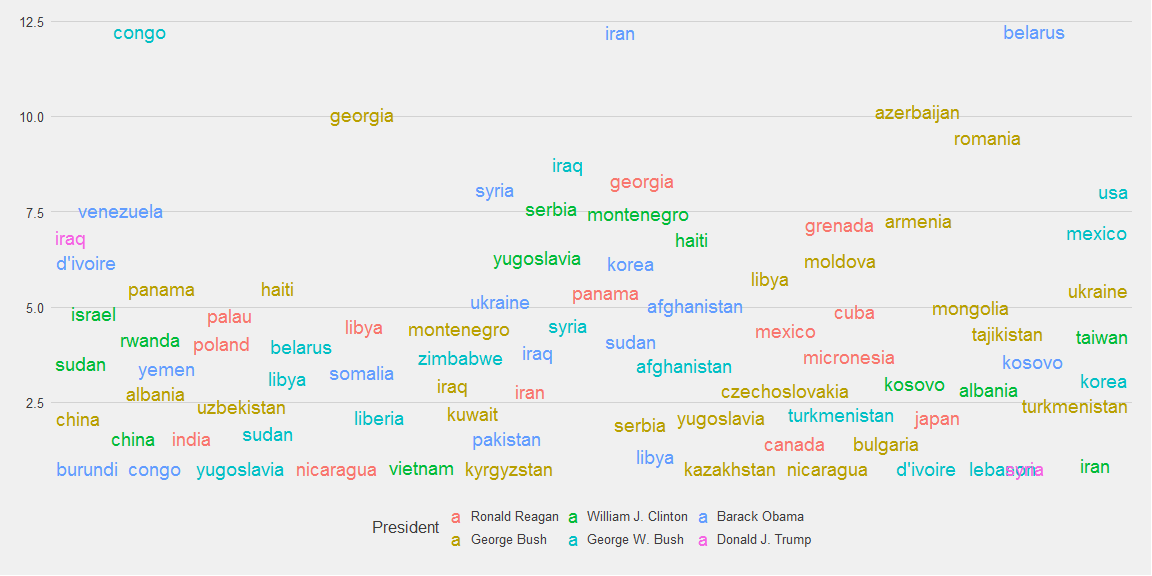 12.5
congo iran belarus
10.0 georgia azerbaijan
romania
iraq
georgia
syria usa
7.5 venezuela serbia montenegro
grenada armenia
iraq haiti mexico
d'ivoire yugoslavia korea moldova
libya
panama haiti panama ukraine
5.0 ukraine afghanistan mongolia
israel palau cuba
libya montenegro syria mexico tajikistan
rwanda poland belarus sudan taiwan
zimbabwe iraq micronesia
sudan yemen somalia afghanistan kosovo
libya korea
albania iraq iran czechoslovakia kosovo albania
2.5 uzbekistan turkmenistan
china liberia kuwait yugoslavia turkmenistan japan
serbia
china india sudan pakistan canada bulgaria
libya
burundi congo yugoslavia nicaragua vietnam kyrgyzstan kazakhstan nicaragua d'ivoire lebanon syria iran
President a Ronald Reagan a William J. Clinton a Barack Obama
a George Bush a George W. Bush a Donald J. Trump